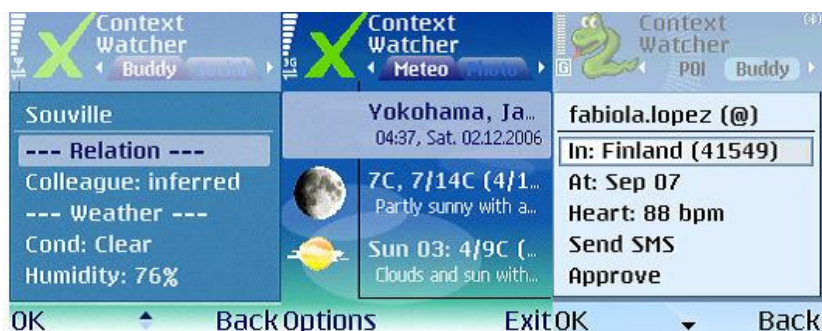 Context
Watcher
Buddy Social
Souville
--- Relation ---
Colleague: inferred
--- Weather ---
Cond: Clear
Humidity: 76%
OK Back
3G
Context
Watcher
Meteo Photo
Yokohama, Ja...
04:37, Sat. 02.12.2006
7C, 7/14C (4/1...
Partly sunny with a...
Sun 03: 4/9C (...
Clouds and sun with...
Options Exit
G
Context
Watcher
POI Buddy
fabiola.lopez (@)
In: Finland (41549)
At: Sep 07
Heart: 88 bpm
Send SMS
Approve
OK Back